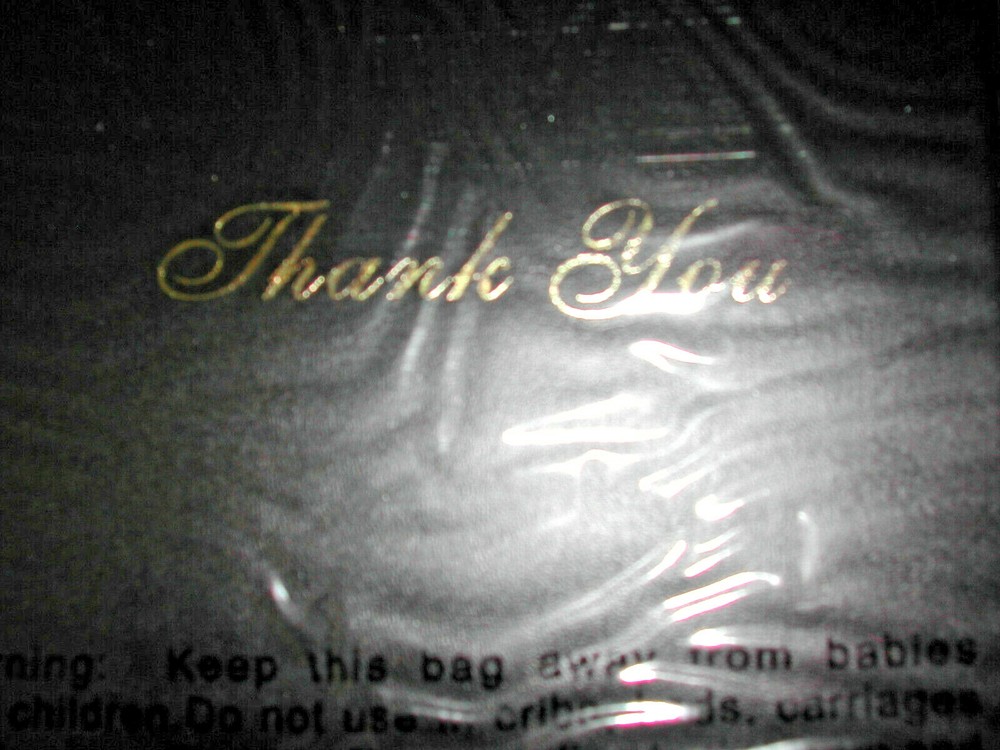 Thank You
rning: Keep this bag away from babies
children. Do not use in cribs, beds, carriages,